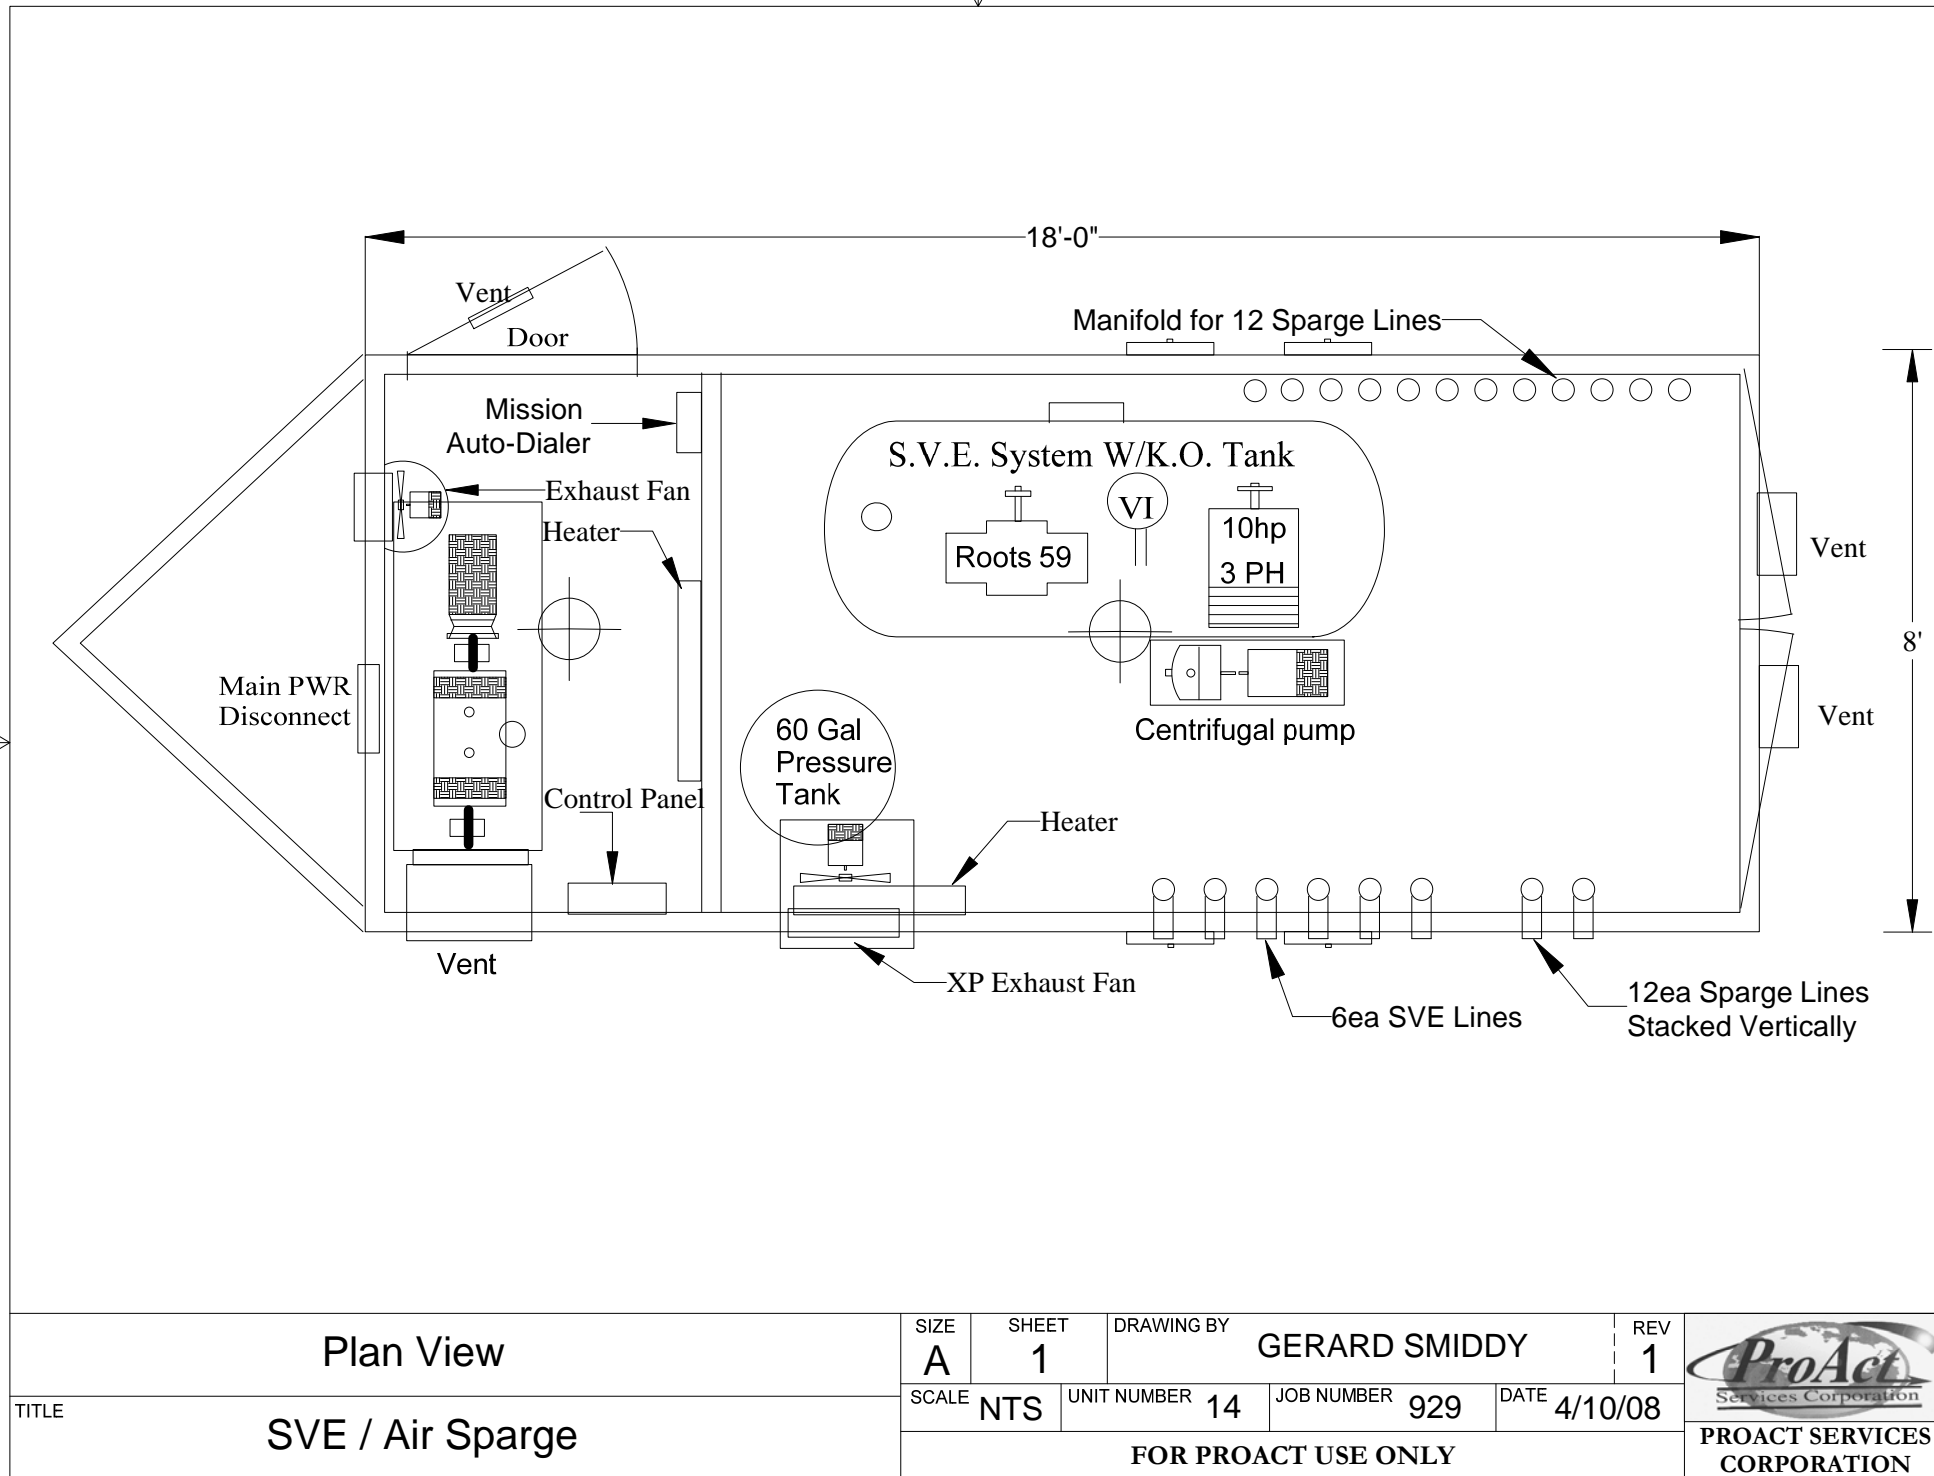 18'-0"
Vent
Door
Manifold for 12 Sparge Lines
Mission
Auto-Dialer
Exhaust Fan
Heater
S.V.E. System W/K.O. Tank
VI
Roots 59
10hp
3 PH
Vent
8'
Main PWR
Disconnect
Vent
60 Gal
Pressure
Tank
Centrifugal pump
Control Panel
Heater
Vent
XP Exhaust Fan
6ea SVE Lines
12ea Sparge Lines
Stacked Vertically
Plan View
TITLE
SVE / Air Sparge
SIZE
A
SHEET
1
DRAWING BY
GERARD SMIDDY
REV
1
SCALE
NTS
UNIT NUMBER
14
JOB NUMBER
929
DATE
4/10/08
FOR PROACT USE ONLY
ProAct
Services Corporation
PROACT SERVICES
CORPORATION